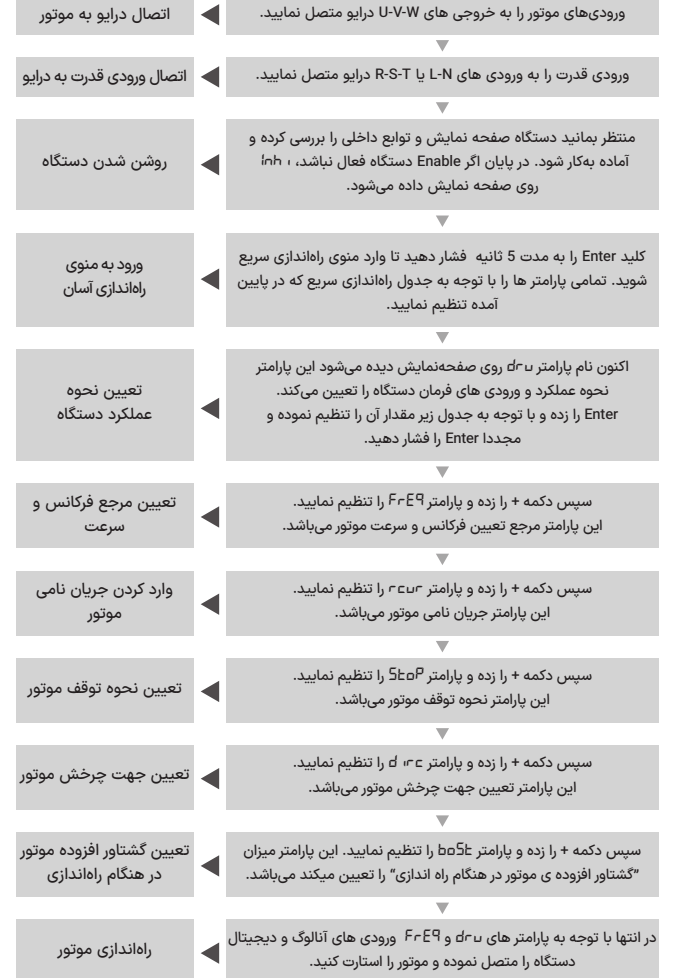 اتصال درایو به موتور
ورودی‌های موتور را به خروجی های U-V-W درایو متصل نمایید.
اتصال ورودی قدرت به درایو
ورودی قدرت را به ورودی های L-N یا R-S-T درایو متصل نمایید.
روشن شدن دستگاه
منتظر بمانید دستگاه صفحه نمایش و توابع داخلی را بررسی کرده و
آماده به‌کار شود. در پایان اگر Enable دستگاه فعال نباشد، Inhi
روی صفحه نمایش داده می‌شود.
ورود به منوی
راه‌اندازی آسان
کلید Enter را به مدت 5 ثانیه فشار دهید تا وارد منوی راه‌اندازی سریع
شوید. تمامی پارامتر ها را با توجه به جدول راه‌اندازی سریع که در پایین
آمده تنظیم نمایید.
تعیین نحوه
عملکرد دستگاه
اکنون نام پارامتر dru روی صفحه‌نمایش دیده می‌شود این پارامتر
نحوه عملکرد و ورودی های فرمان دستگاه را تعیین می‌کند.
Enter را زده و با توجه به جدول زیر مقدار آن را تنظیم نموده و
مجددا Enter را فشار دهید.
تعیین مرجع فرکانس و
سرعت
سپس دکمه + را زده و پارامتر FrEq را تنظیم نمایید.
این پارامتر مرجع تعیین فرکانس و سرعت موتور می‌باشد.
وارد کردن جریان نامی
موتور
سپس دکمه + را زده و پارامتر rcur را تنظیم نمایید.
این پارامتر جریان نامی موتور می‌باشد.
تعیین نحوه توقف موتور
سپس دکمه + را زده و پارامتر StoP را تنظیم نمایید.
این پارامتر نحوه توقف موتور می‌باشد.
تعیین جهت چرخش موتور
سپس دکمه + را زده و پارامتر dirc را تنظیم نمایید.
این پارامتر تعیین جهت چرخش موتور می‌باشد.
تعیین گشتاور افزوده موتور
در هنگام راه‌اندازی
سپس دکمه + را زده و پارامتر boSt را تنظیم نمایید. این پارامتر میزان
“گشتاور افزوده ی موتور در هنگام راه اندازی” را تعیین میکند می‌باشد.
راه‌اندازی موتور
در انتها با توجه به پارامتر های dru و FrEq ورودی های آنالوگ و دیجیتال
دستگاه را متصل نموده و موتور را استارت کنید.